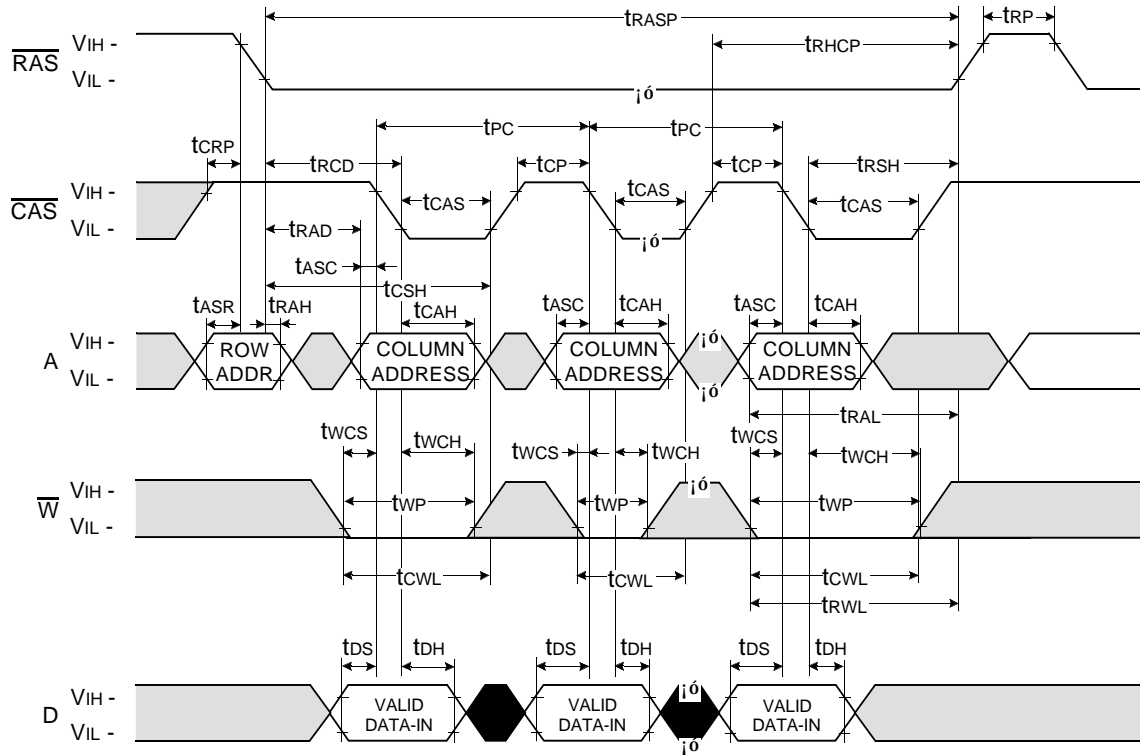 tRASP
tRP
tRHCP
RAS
VIH -
VIL -
¡ó
tPC
tPC
tCRP
tRCD
tCP
tCP
tRSH
CAS
VIH -
VIL -
tCAS
tCAS
tCAS
¡ó
tRAD
tASC
tCSH
tASR
tRAH
tCAH
tASC
tCAH
tASC
tCAH
A
VIH -
VIL -
ROW
ADDR
COLUMN
ADDRESS
COLUMN
ADDRESS
¡ó
¡ó
COLUMN
ADDRESS
tRAL
tWCS
tWCH
tWCS
tWCH
tWCS
tWCH
W
VIH -
VIL -
tWP
tWP
¡ó
tWP
tCWL
tCWL
tCWL
tRWL
tDS
tDH
tDS
tDH
tDS
tDH
D
VIH -
VIL -
VALID
DATA-IN
VALID
DATA-IN
¡ó
¡ó
VALID
DATA-IN